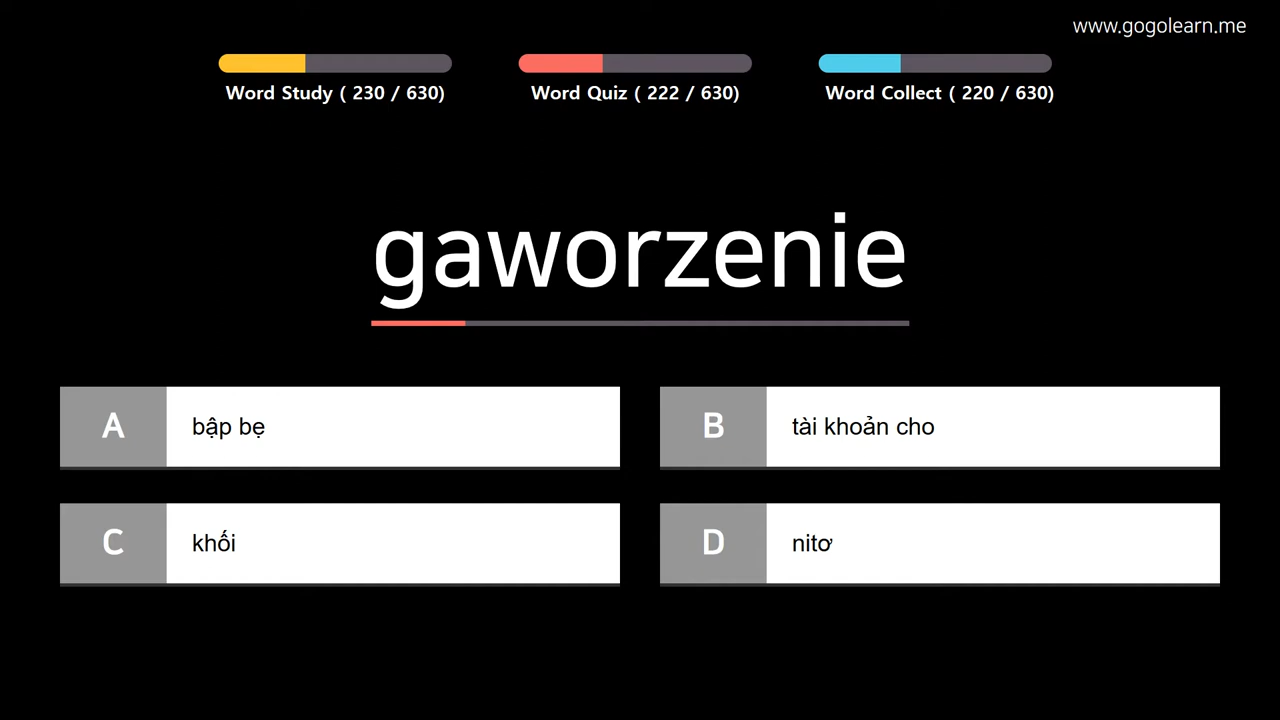 www.gogolearn.me
Word Study ( 230 / 630)
Word Quiz ( 222 / 630)
Word Collect ( 220 / 630)
gaworzenie
A bập bẹ
B tài khoản cho
C khối
D nitơ